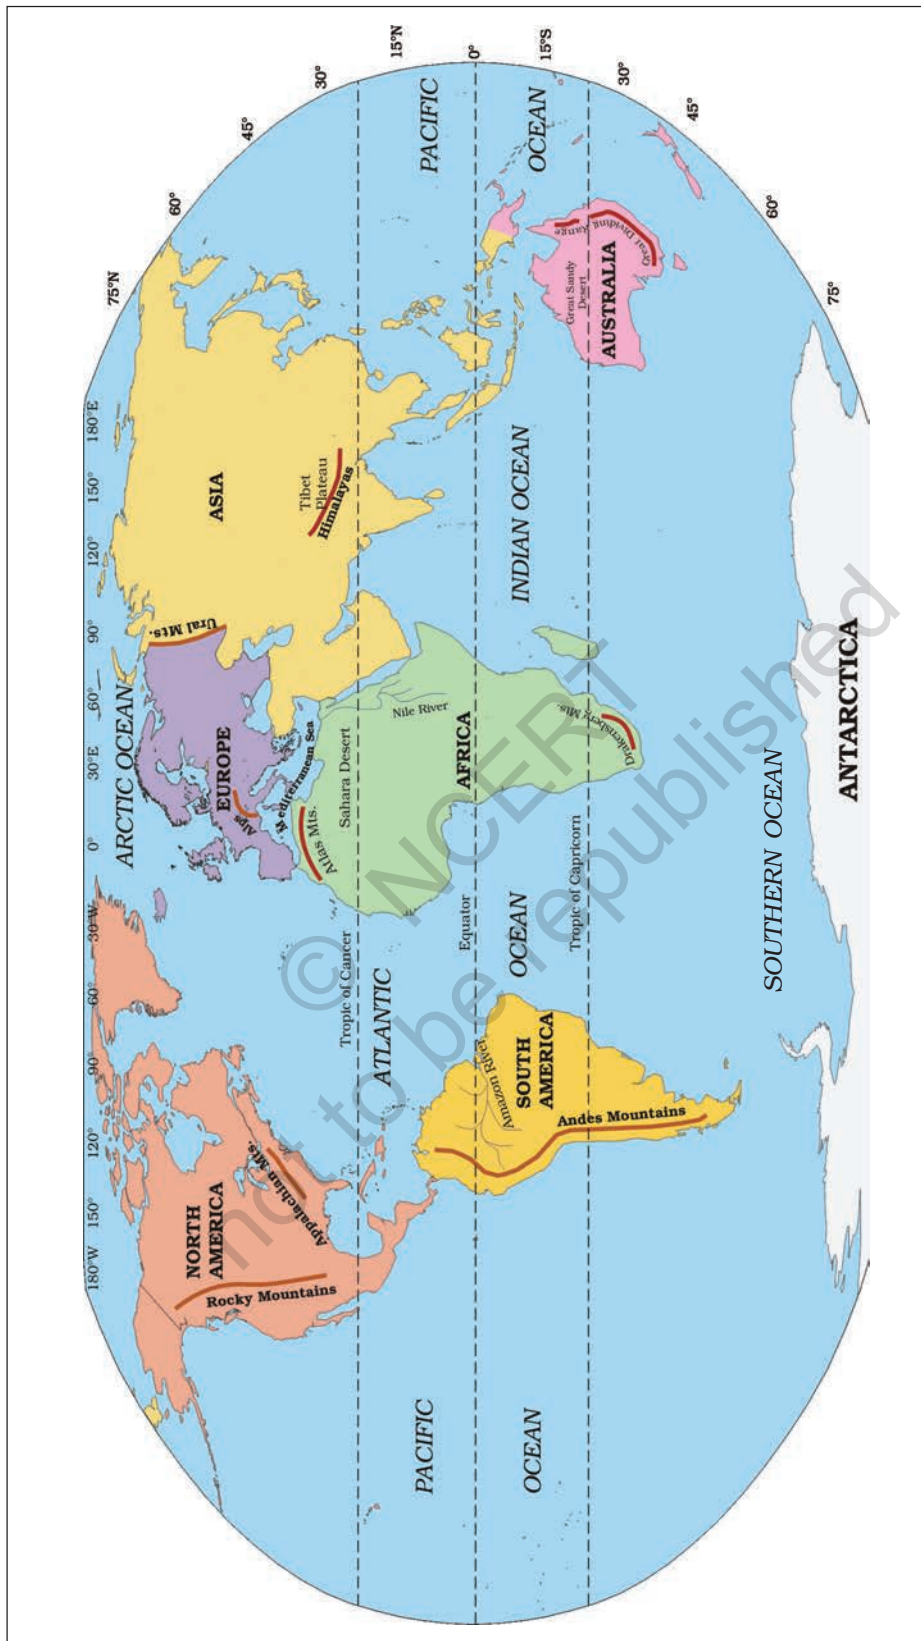 180°W
150°
120°
90°
60°
30°W
0°
30°E
60°
90°
120°
150°
180°E
75°N
60°
45°
30°
15°N
0°
15°S
30°
45°
60°
75°
ARCTIC OCEAN
NORTH
AMERICA
Rocky Mountains
Appalachian Mts.
EUROPE
Alps
Ural Mts.
Mediterranean Sea
ASIA
Tibet
Plateau
Himalayas
Atlas Mts.
Sahara Desert
Nile River
AFRICA
Drakensberg Mts.
Tropic of Cancer
Equator
Tropic of Capricorn
ATLANTIC
OCEAN
PACIFIC
OCEAN
PACIFIC
OCEAN
INDIAN OCEAN
SOUTH
AMERICA
Amazon River
Andes Mountains
Great Sandy
Desert
AUSTRALIA
Great Dividing Range
SOUTHERN OCEAN
ANTARCTICA
© NCERT
not to be republished